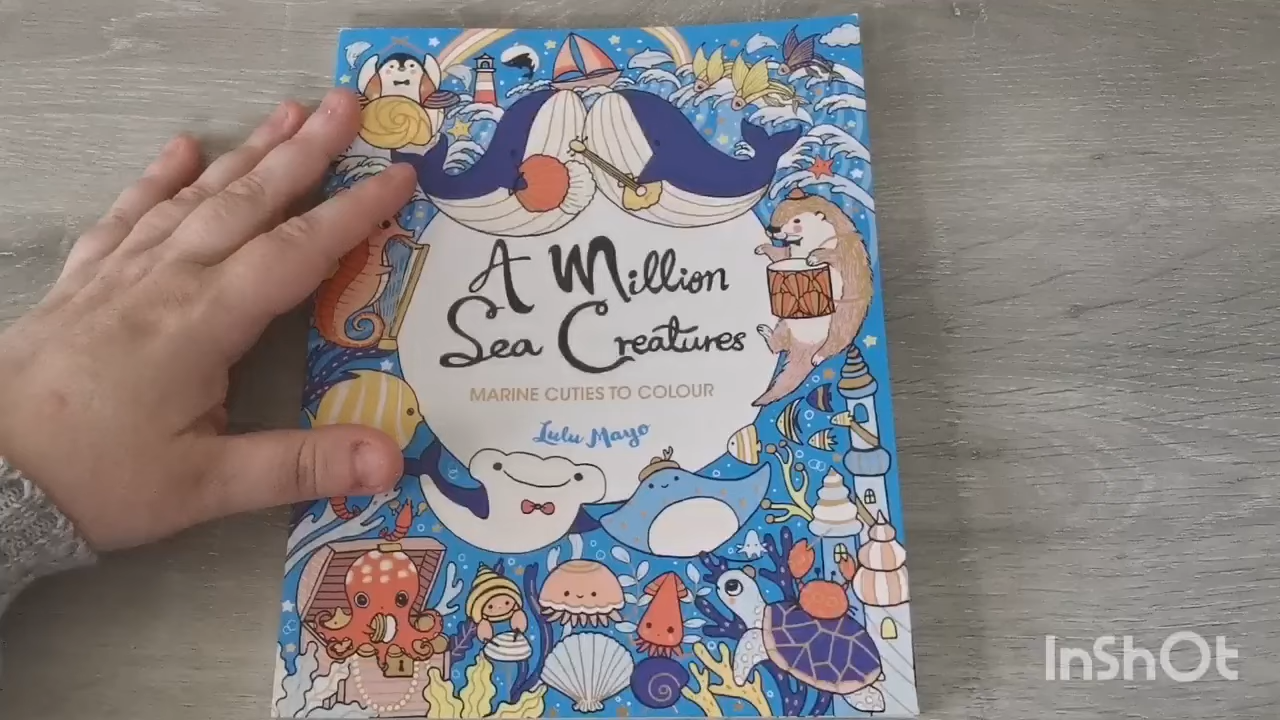 A Million
Sea Creatures
MARINE CUTIES TO COLOUR
Lulu Mayo
InShOt